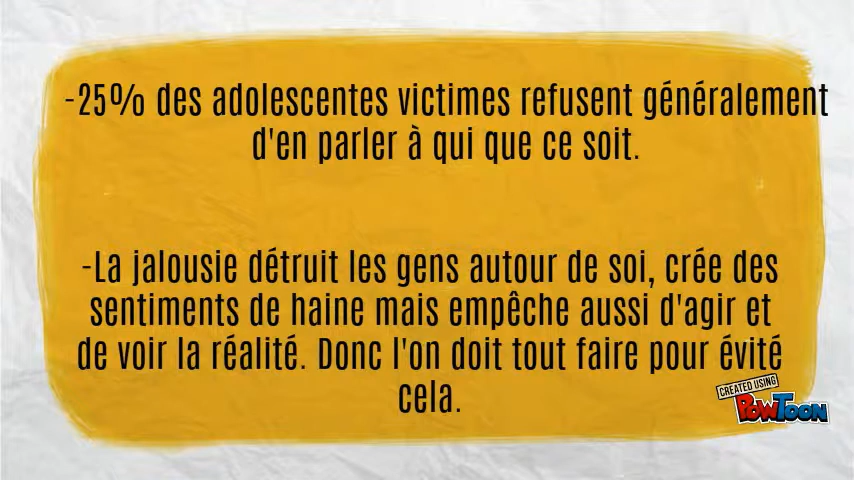 -25% des adolescentes victimes refusent généralement
d'en parler à qui que ce soit.
-La jalousie détruit les gens autour de soi, crée des
sentiments de haine mais empêche aussi d'agir et
de voir la réalité. Donc l'on doit tout faire pour évité
cela.
CREATED USING
POWTOON